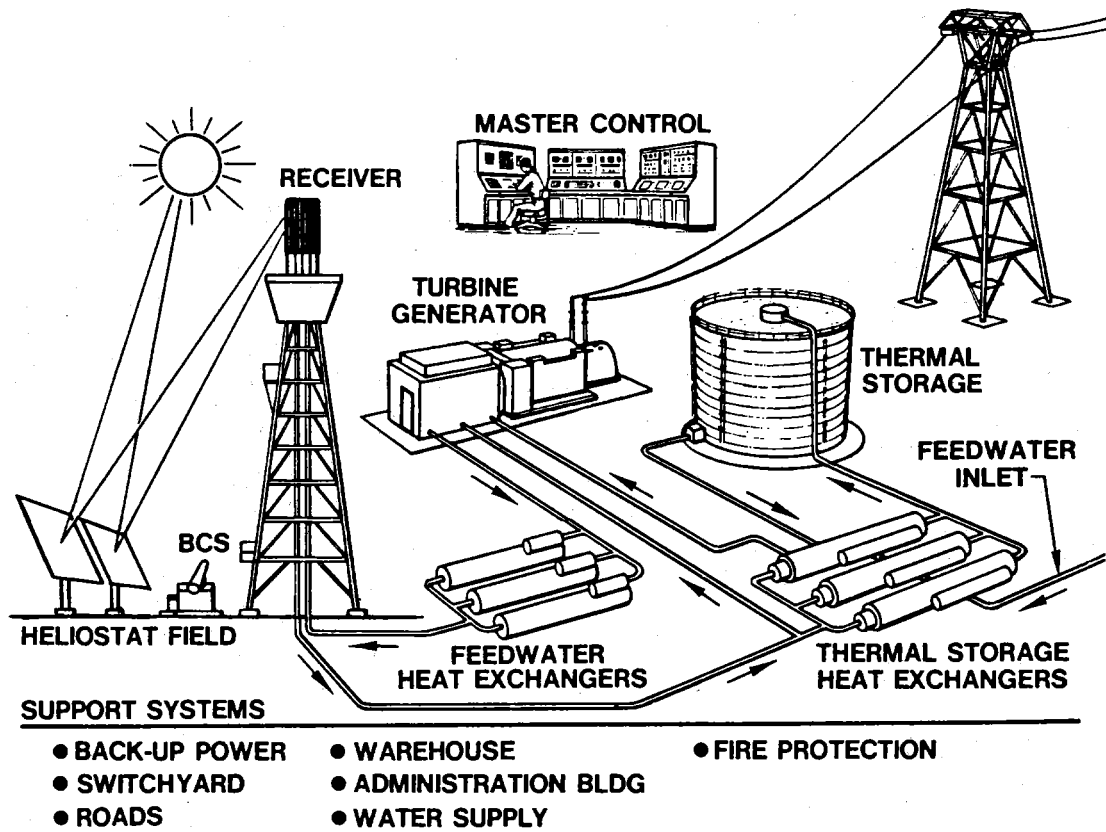 MASTER CONTROL
RECEIVER
TURBINE
GENERATOR
THERMAL
STORAGE
FEEDWATER
INLET
BCS
HELIOSTAT FIELD
FEEDWATER
HEAT EXCHANGERS
THERMAL STORAGE
HEAT EXCHANGERS
SUPPORT SYSTEMS
● BACK-UP POWER
● SWITCHYARD
● ROADS
● WAREHOUSE
● ADMINISTRATION BLDG
● WATER SUPPLY
● FIRE PROTECTION